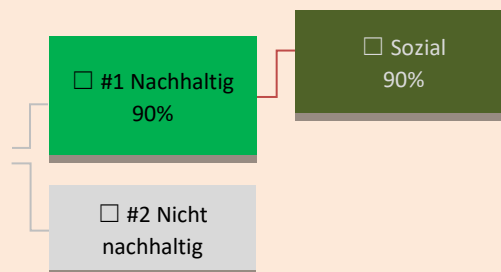 ☐ Sozial
90%
☐ #1 Nachhaltig
90%
☐ #2 Nicht
nachhaltig